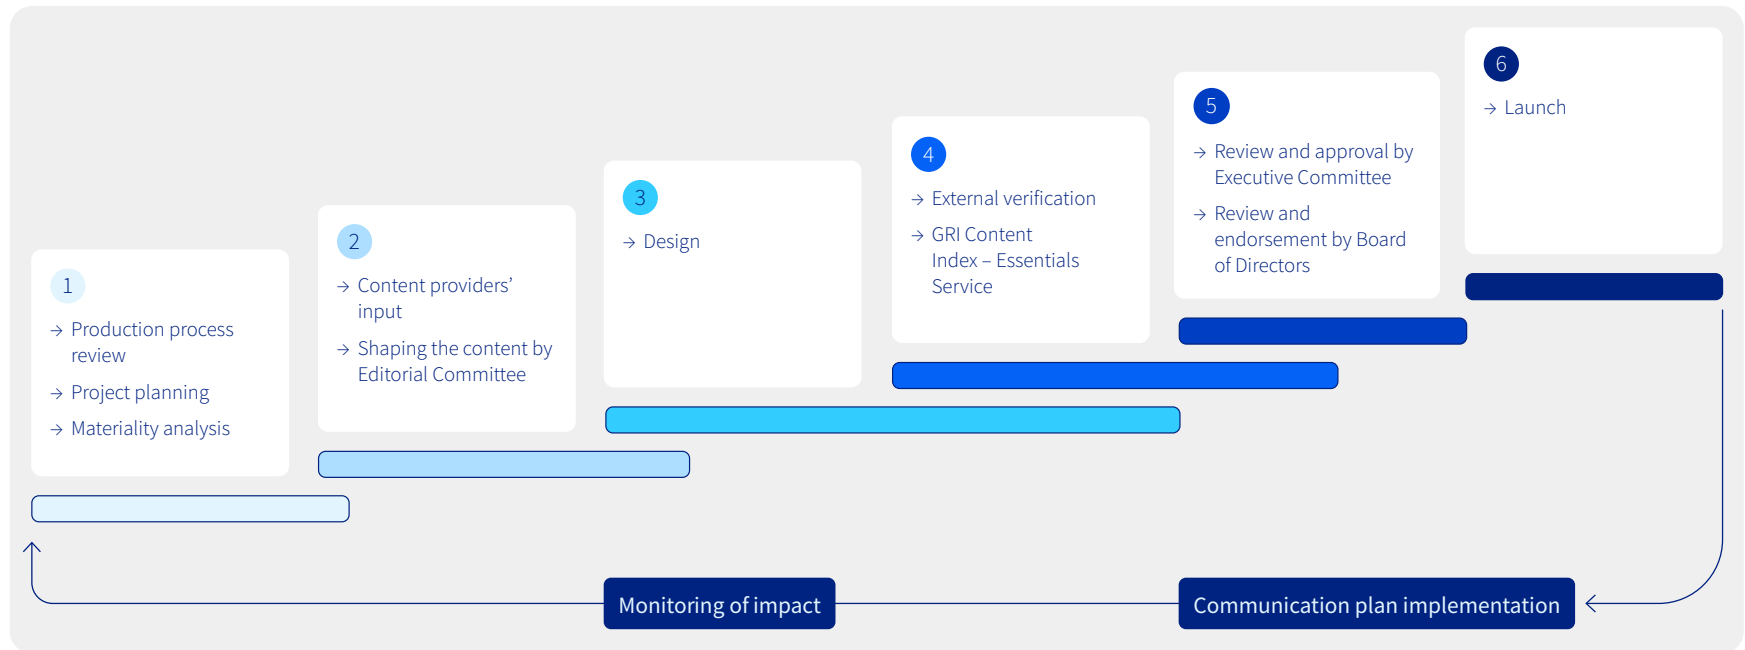 1
→ Production process
review
→ Project planning
→ Materiality analysis
2
→ Content providers’
input
→ Shaping the content by
Editorial Committee
3
→ Design
4
→ External verification
→ GRI Content
Index – Essentials
Service
5
→ Review and approval by
Executive Committee
→ Review and
endorsement by Board
of Directors
6
→ Launch
Monitoring of impact
Communication plan implementation